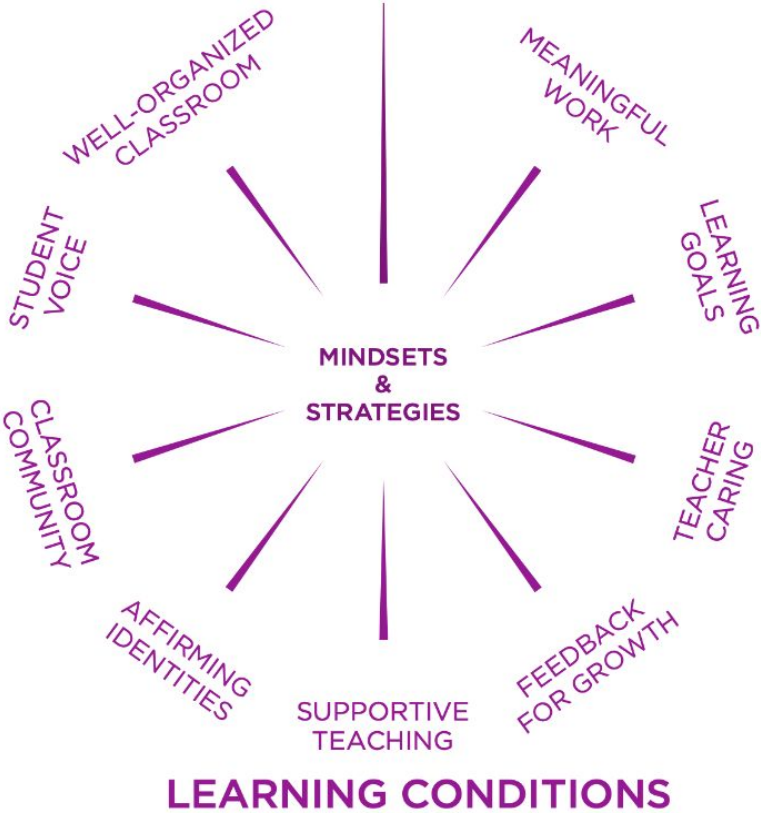 WELL-ORGANIZED
CLASSROOM
MEANINGFUL
WORK
STUDENT
VOICE
LEARNING
GOALS
MINDSETS
&
STRATEGIES
CLASSROOM
COMMUNITY
TEACHER
CARING
AFFIRMING
IDENTITIES
FEEDBACK
FOR GROWTH
SUPPORTIVE
TEACHING
LEARNING CONDITIONS